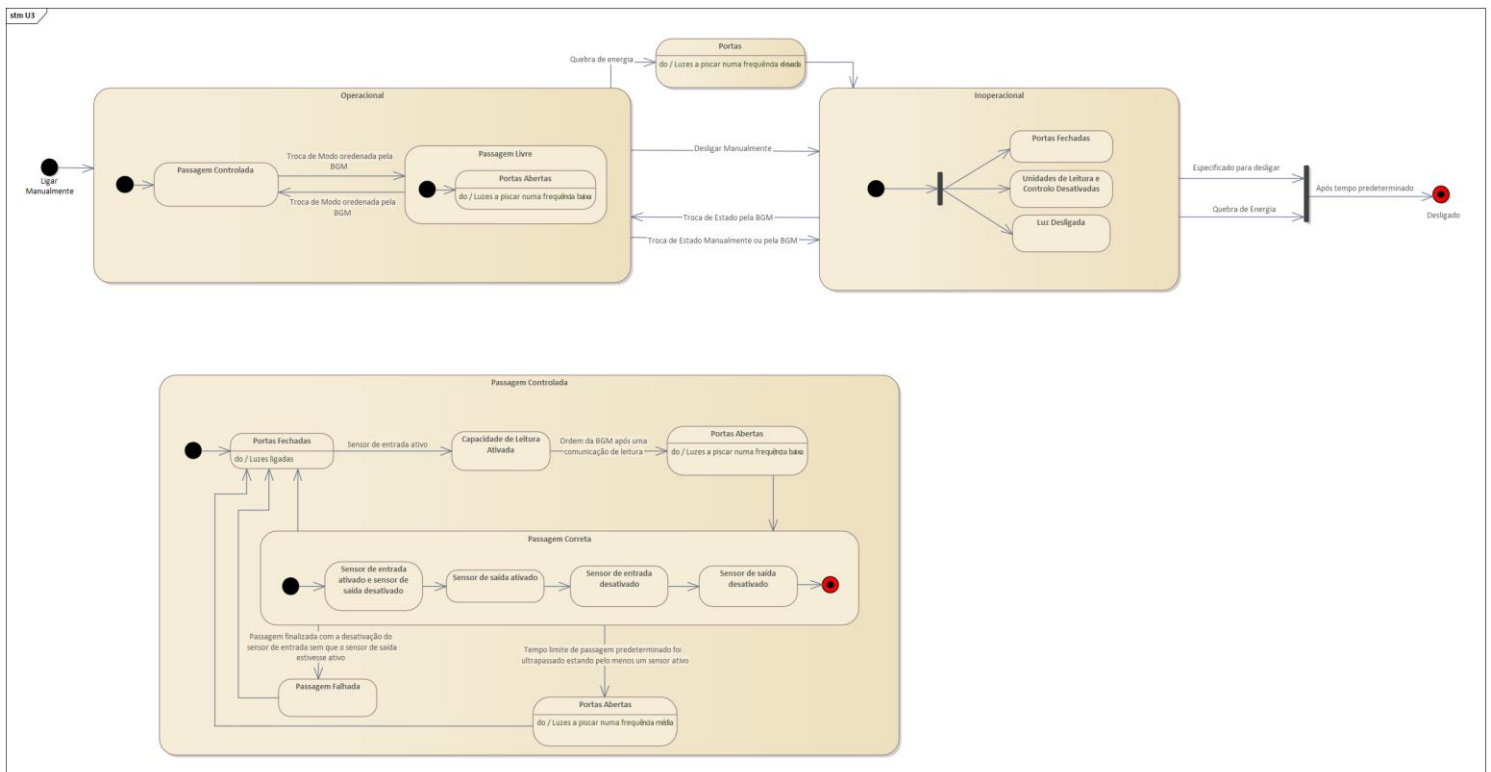 stm U3
Portas
Quebra de energia
do / Luzes a piscar numa frequência elevada
Operacional
Inoperacional
Ligar
Manualmente
Passagem Controlada
Troca de Modo oredenada pela
BGM
Troca de Modo oredenada pela
BGM
Passagem Livre
Portas Abertas
do / Luzes a piscar numa frequência baixa
Desligar Manualmente
Troca de Estado pela BGM
Troca de Estado Manualmente ou pela BGM
Portas Fechadas
Unidades de Leitura e
Controlo Desativadas
Luz Desligada
Especificado para desligar
Quebra de Energia
Após tempo predeterminado
Desligado
Passagem Controlada
Portas Fechadas
do / Luzes ligadas
Sensor de entrada ativo
Capacidade de Leitura
Ativada
Ordem da BGM após uma
comunicação de leitura
Portas Abertas
do / Luzes a piscar numa frequência baixa
Passagem Correta
Sensor de entrada
ativado e sensor de
saída desativado
Sensor de saída ativado
Sensor de entrada
desativado
Sensor de saída
desativado
Passagem finalizada com a desativação do
sensor de entrada sem que o sensor de saída
estivesse ativo
Tempo limite de passagem predeterminado foi
ultrapassado estando pelo menos um sensor ativo
Passagem Falhada
Portas Abertas
do / Luzes a piscar numa frequência média